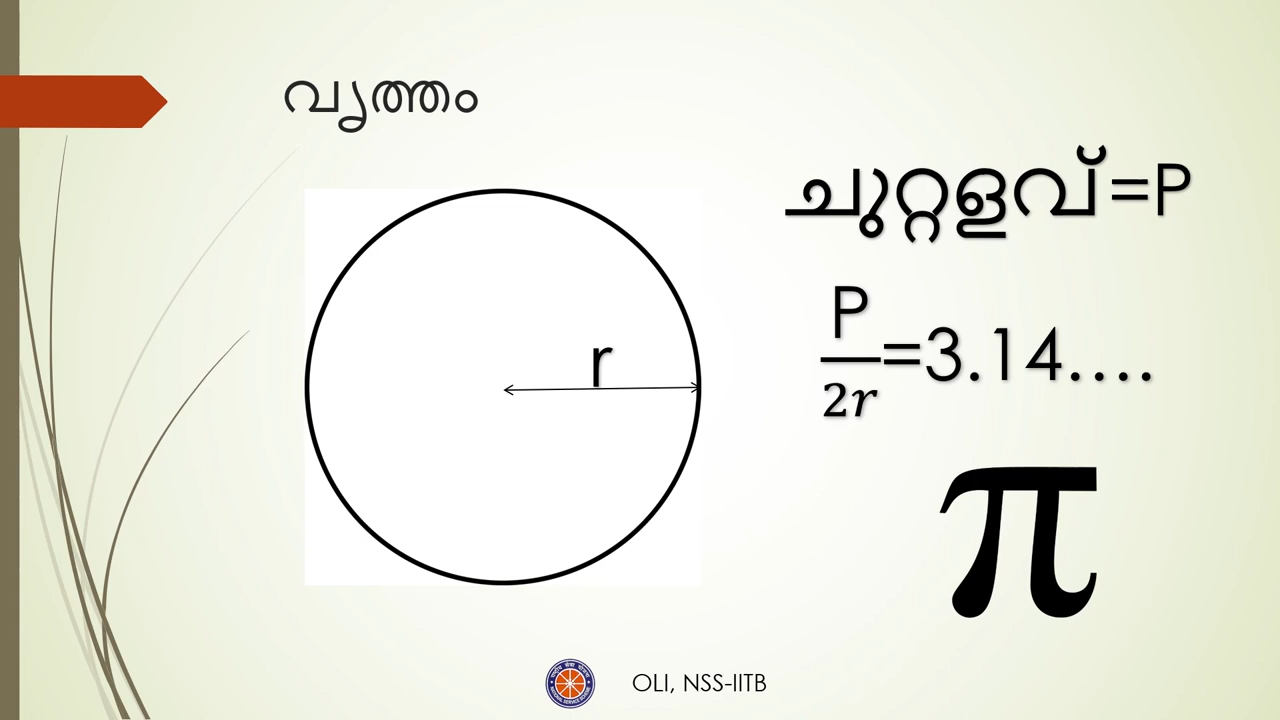 വൃത്തം
ചുറ്റളവ്=P
P/2r=3.14....
r
π
OLI, NSS-IITB